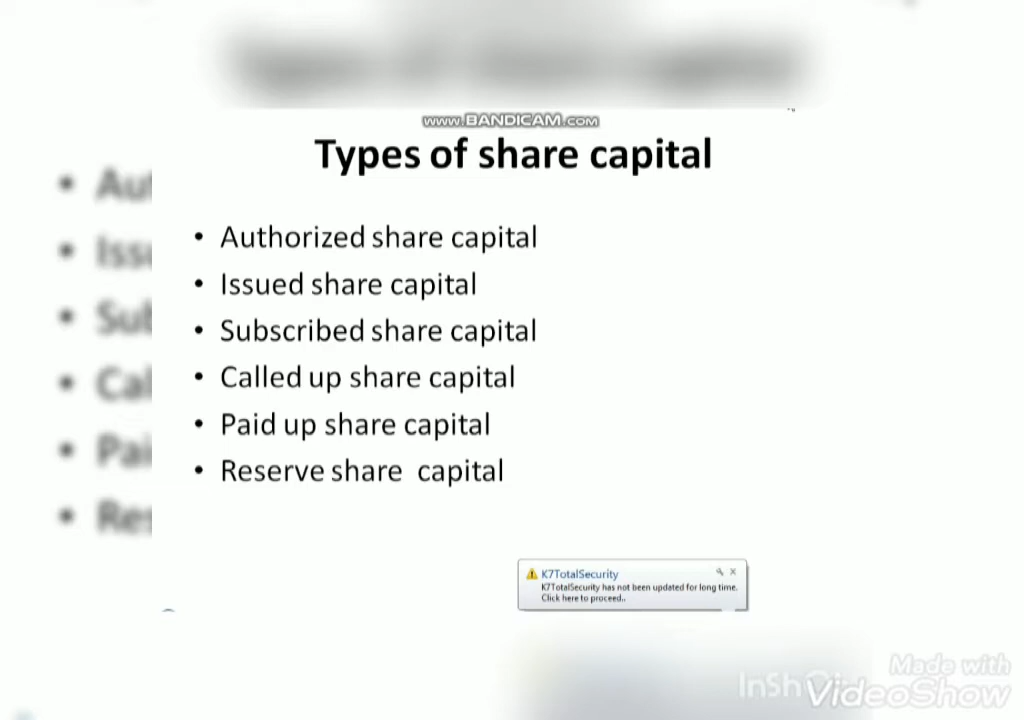 www.BANDICAM.com
Types of share capital
• Authorized share capital
• Issued share capital
• Subscribed share capital
• Called up share capital
• Paid up share capital
• Reserve share capital
K7TotalSecurity
K7TotalSecurity has not been updated for long time.
Click here to proceed..
InSh
Made with
VideoShow